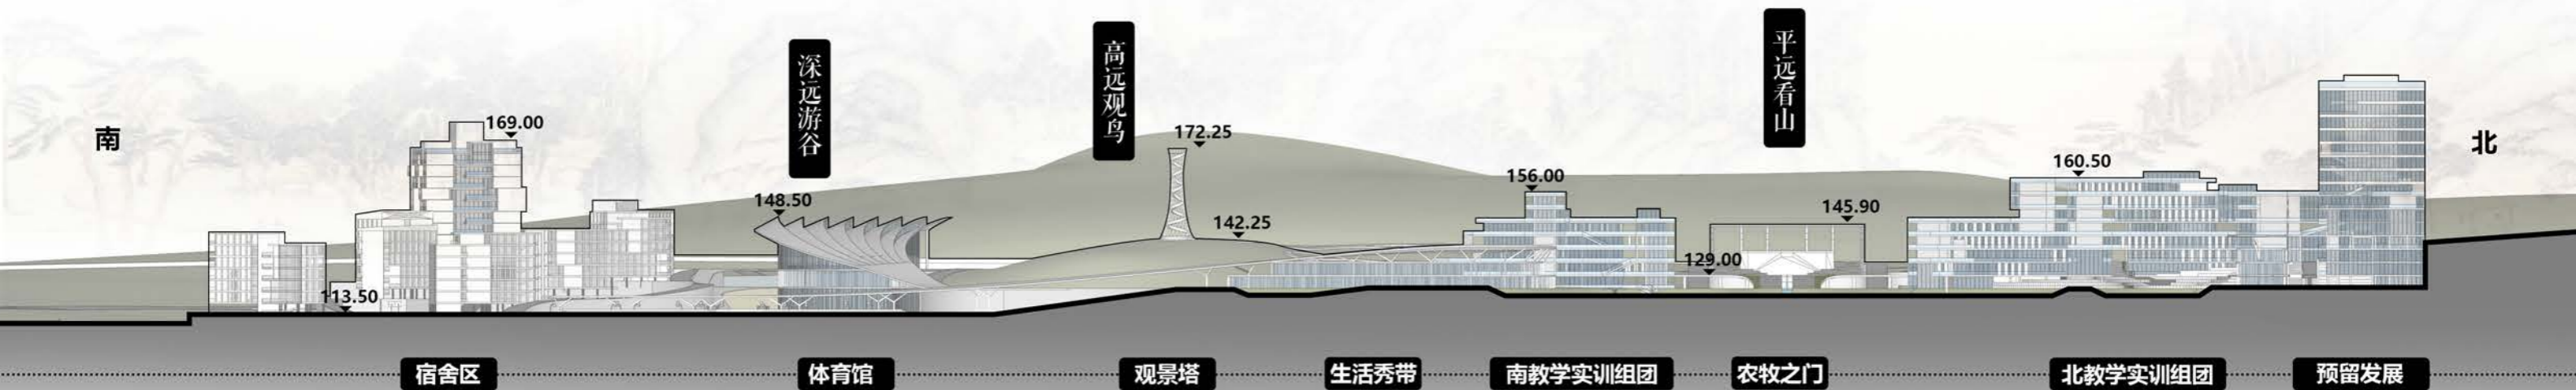 深远游谷
高远观鸟
平远看山
南
北
169.00
172.25
160.50
156.00
148.50
145.90
142.25
129.00
113.50
宿舍区
体育馆
观景塔
生活秀带
南教学实训组团
农牧之门
北教学实训组团
预留发展